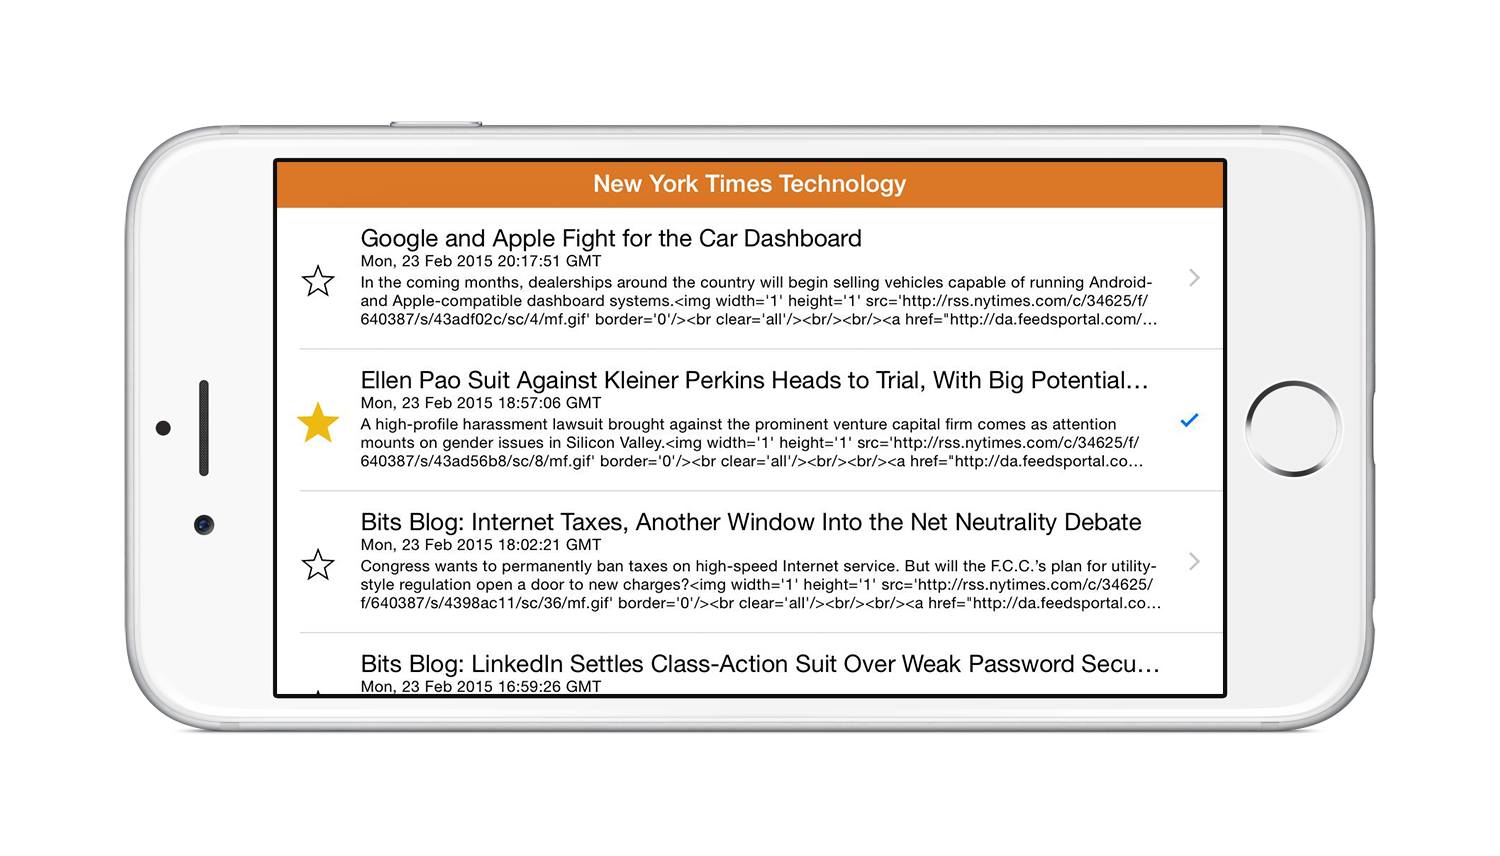 New York Times Technology
Google and Apple Fight for the Car Dashboard
Mon, 23 Feb 2015 20:17:51 GMT
In the coming months, dealerships around the country will begin selling vehicles capable of running Android-
and Apple-compatible dashboard systems.<img width='1' height='1' src='http://rss.nytimes.com/c/34625/f/
640387/s/43adf02c/sc/4/mf.gif' border='0'/><br clear='all'/><br/><br/><a href="http://da.feedsportal.com/…
Ellen Pao Suit Against Kleiner Perkins Heads to Trial, With Big Potential…
Mon, 23 Feb 2015 18:57:06 GMT
A high-profile harassment lawsuit brought against the prominent venture capital firm comes as attention
mounts on gender issues in Silicon Valley.<img width='1' height='1' src='http://rss.nytimes.com/c/34625/f/
640387/s/43ad56b8/sc/8/mf.gif' border='0'/><br clear='all'/><br/><br/><a href="http://da.feedsportal.co…
Bits Blog: Internet Taxes, Another Window Into the Net Neutrality Debate
Mon, 23 Feb 2015 18:02:21 GMT
Congress wants to permanently ban taxes on high-speed Internet service. But will the F.C.C.'s plan for utility-
style regulation open a door to new charges?<img width='1' height='1' src='http://rss.nytimes.com/c/34625/
f/640387/s/4398ac11/sc/36/mf.gif' border='0'/><br clear='all'/><br/><br/><a href="http://da.feedsportal.co…
Bits Blog: LinkedIn Settles Class-Action Suit Over Weak Password Secu…
Mon, 23 Feb 2015 16:59:26 GMT